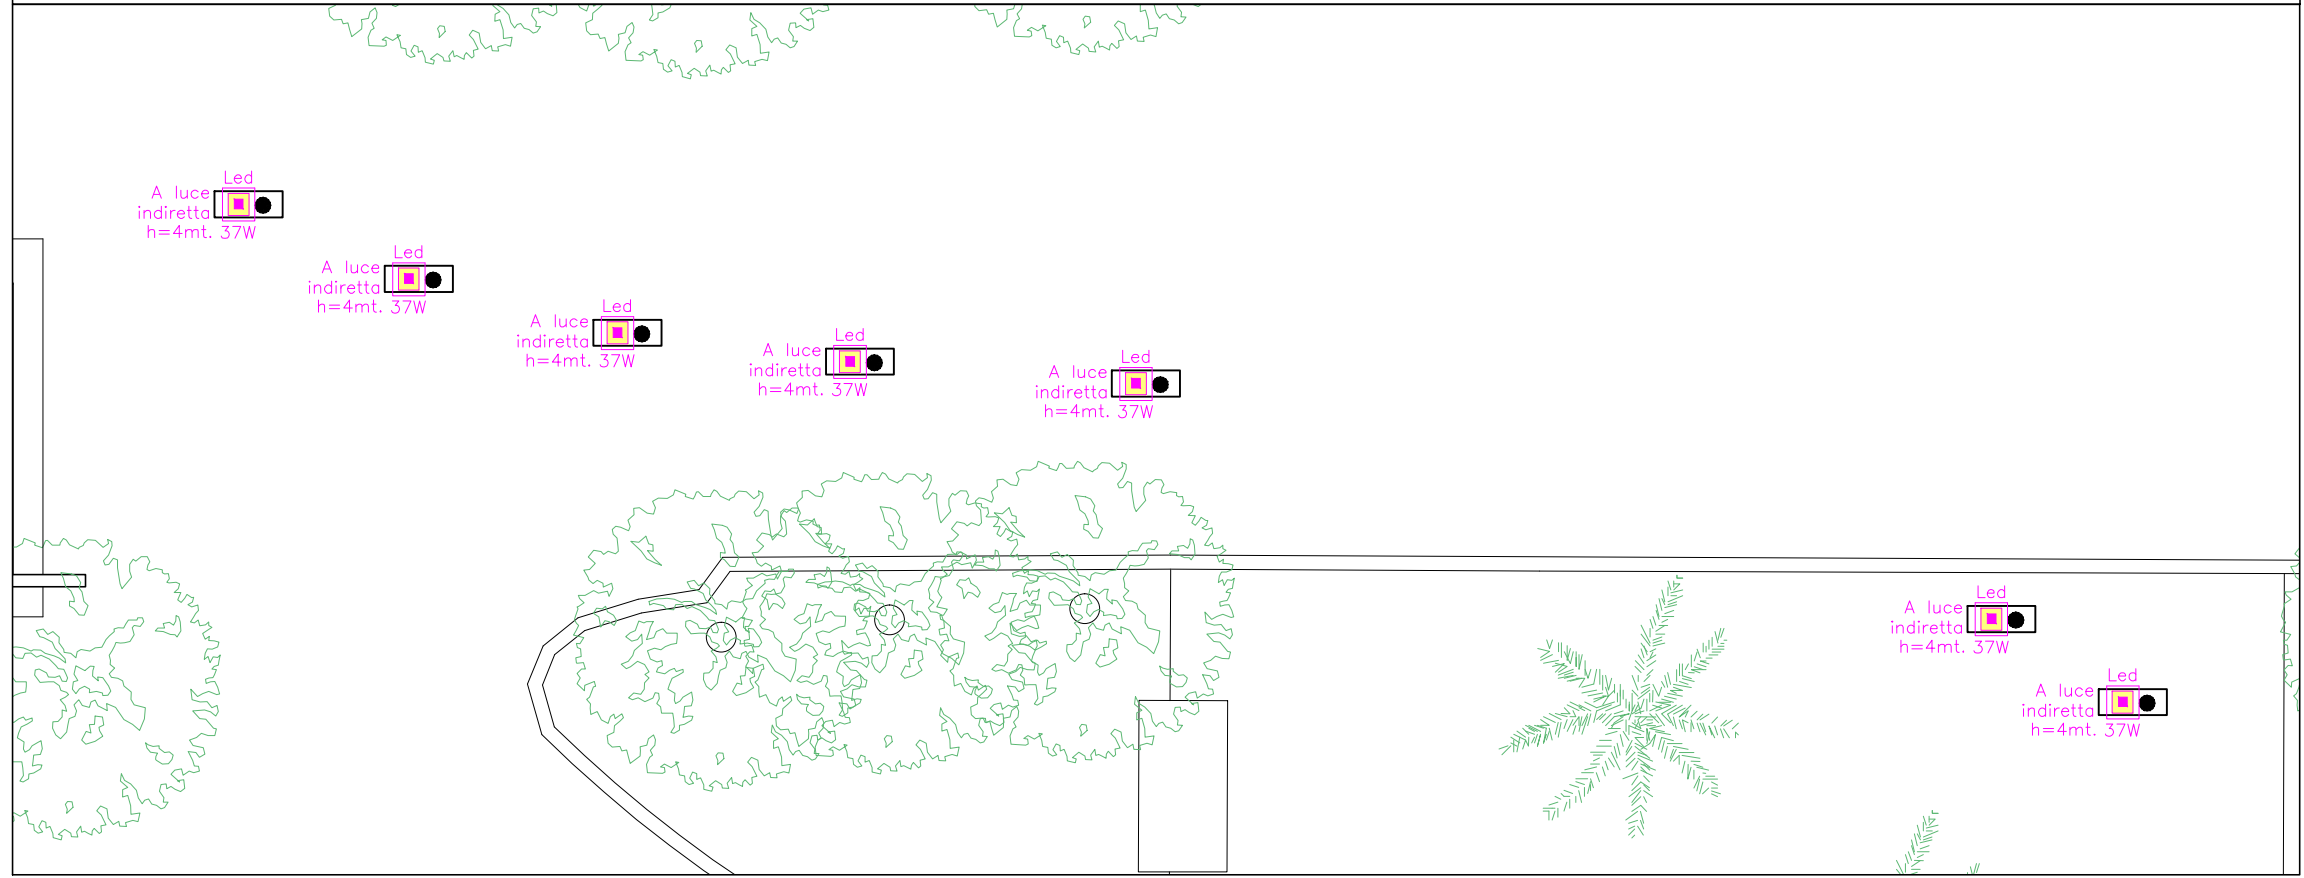 Led
A luce
indiretta
h=4mt. 37W
Led
A luce
indiretta
h=4mt. 37W
Led
A luce
indiretta
h=4mt. 37W
Led
A luce
indiretta
h=4mt. 37W
Led
A luce
indiretta
h=4mt. 37W
Led
A luce
indiretta
h=4mt. 37W
Led
A luce
indiretta
h=4mt. 37W